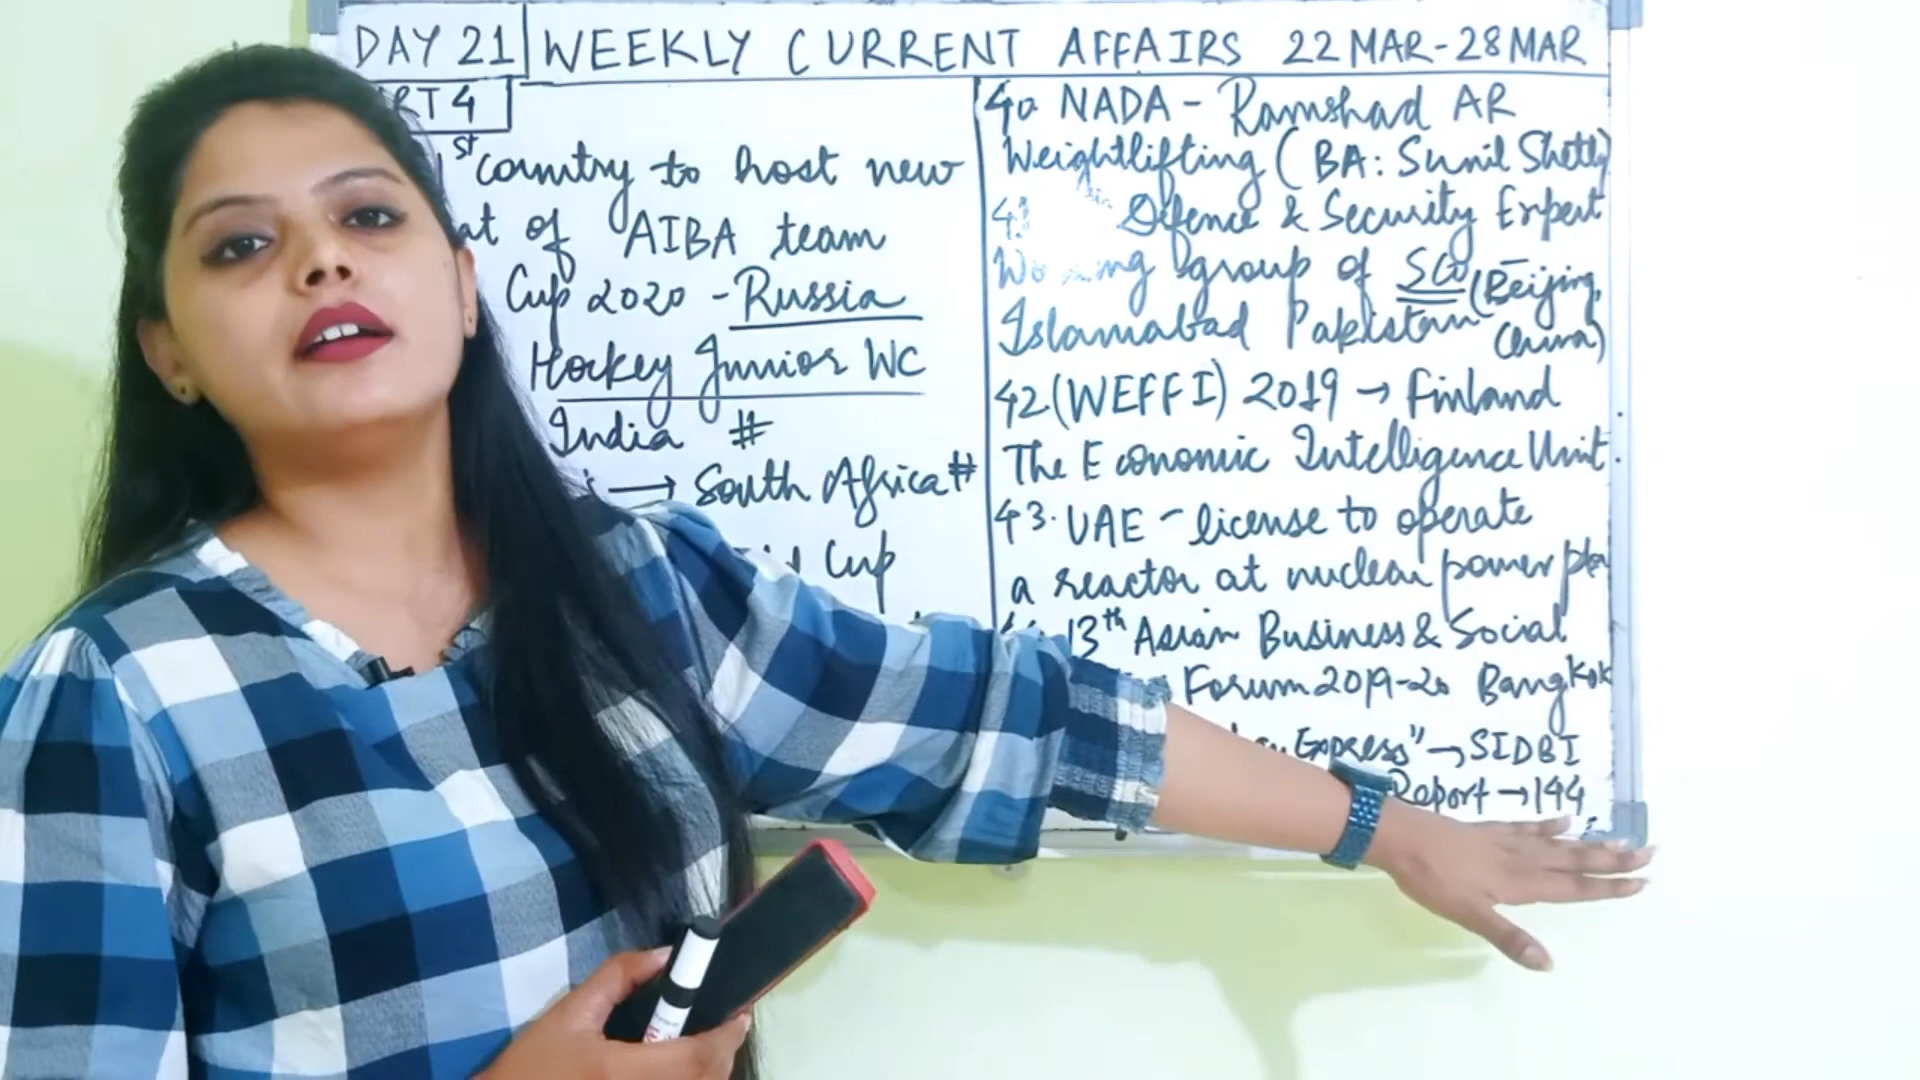 DAY 21 WEEKLY CURRENT AFFAIRS 22 MAR-28 MAR
RT 4
1st country to host new
at of AIBA team
Cup 2020 - Russia
Hockey Junior WC
India #
→ South Africa #
Cup
40 NADA - Ramshad AR
Weightlifting (BA: Sunil Shetty)
41 Defence & Security Expert
Working group of SCO (Beijing,
Islamabad Pakistan China)
42. (WEFFI) 2019 → Finland
The Economic Intelligence Unit.
43. UAE - license to operate
a reactor at nuclear power pla
13th Asian Business & Social
Forum 2019-20 Bangkok
Express" → SIDBI
Report → 144